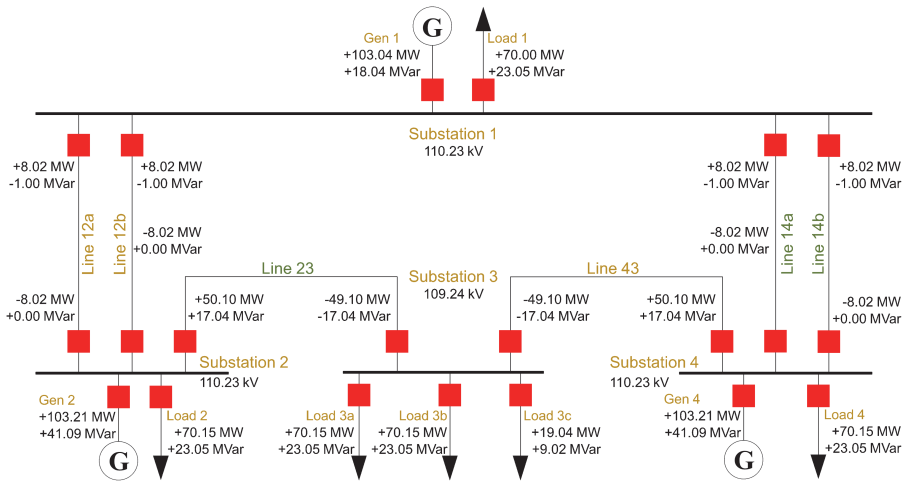 G
Gen 1
+103.04 MW
+18.04 MVar
Load 1
+70.00 MW
+23.05 MVar
Substation 1
110.23 kV
+8.02 MW
-1.00 MVar
+8.02 MW
-1.00 MVar
+8.02 MW
-1.00 MVar
+8.02 MW
-1.00 MVar
Line 12a
Line 12b
-8.02 MW
+0.00 MVar
-8.02 MW
+0.00 MVar
Line 14a
Line 14b
Line 23
Substation 3
109.24 kV
Line 43
-8.02 MW
+0.00 MVar
+50.10 MW
+17.04 MVar
-49.10 MW
-17.04 MVar
-49.10 MW
-17.04 MVar
+50.10 MW
+17.04 MVar
-8.02 MW
+0.00 MVar
Substation 2
110.23 kV
Substation 4
110.23 kV
Gen 2
+103.21 MW
+41.09 MVar
G
Load 2
+70.15 MW
+23.05 MVar
Load 3a
+70.15 MW
+23.05 MVar
Load 3b
+70.15 MW
+23.05 MVar
Load 3c
+19.04 MW
+9.02 MVar
Gen 4
+103.21 MW
+41.09 MVar
G
Load 4
+70.15 MW
+23.05 MVar